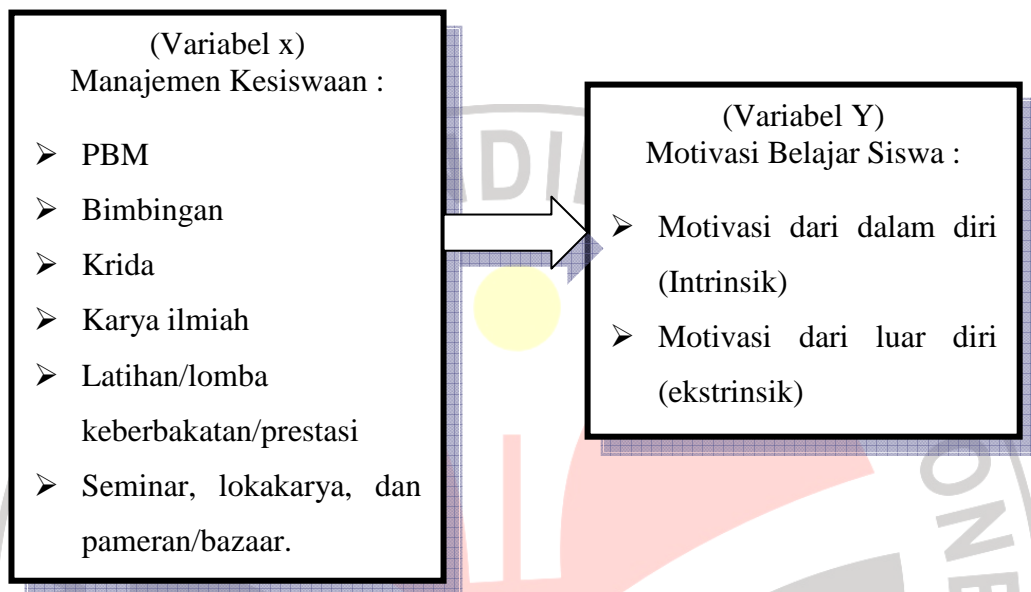 (Variabel x)
Manajemen Kesiswaan :
➢ PBM
➢ Bimbingan
➢ Krida
➢ Karya ilmiah
➢ Latihan/lomba
keberbakatan/prestasi
➢ Seminar, lokakarya, dan
pameran/bazaar.
(Variabel Y)
Motivasi Belajar Siswa :
➢ Motivasi dari dalam diri
(Intrinsik)
➢ Motivasi dari luar diri
(ekstrinsik)